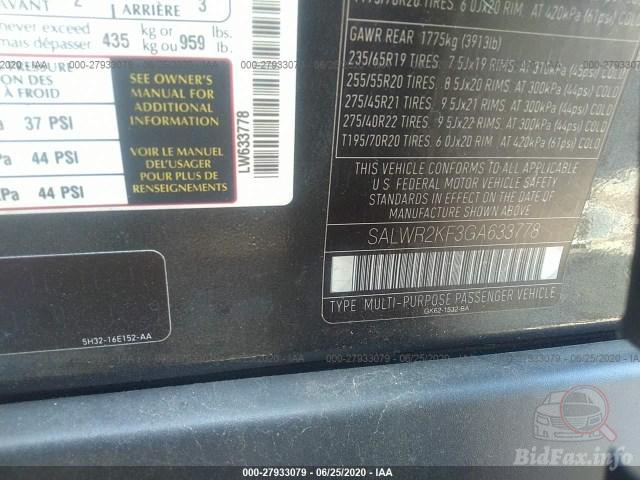 AVANT 2 ARRIÈRE 3
never exceed
mais dépasser 435 kg or kg ou 959 lbs. lb.
À FROID
37 PSI
44 PSI
kPa 44 PSI
SEE OWNER'S
MANUAL FOR
ADDITIONAL
INFORMATION
VOIR LE MANUEL
DEL'USAGER
POUR PLUS DE
RENSEIGNEMENTS
LW633778
5H32-16E152-AA
GAWR REAR 1775kg (3913lb)
235/65R19 TIRES. 7.5Jx19 RIMS. AT 310kPa (45psi) COLD
255/55R20 TIRES. 8.5Jx20 RIMS. AT 300kPa (44psi) COLD
275/45R21 TIRES. 9.5Jx21 RIMS. AT 300kPa (44psi) COLD
275/40R22 TIRES. 9.5Jx22 RIMS. AT 300kPa (44psi) COLD
T195/70R20 TIRES. 6.0Jx20 RIM. AT 420kPa (61psi) COLD
THIS VEHICLE CONFORMS TO ALL APPLICABLE
U.S. FEDERAL MOTOR VEHICLE SAFETY
STANDARDS IN EFFECT ON THE DATE OF
MANUFACTURE SHOWN ABOVE
SALWR2KF3GA633778
TYPE MULTI-PURPOSE PASSENGER VEHICLE
GK62-1532-BA
000-27933079 - 06/25/2020 - IAA
BidFax.info